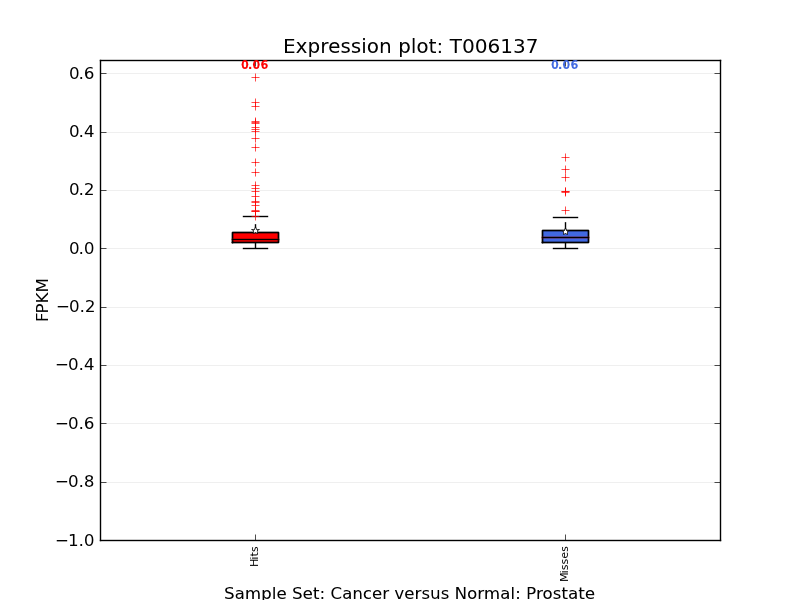 Expression plot: T006137
0.06
0.06
0.6
0.4
0.2
0.0
−0.2
−0.4
−0.6
−0.8
−1.0
FPKM
Hits
Misses
Sample Set: Cancer versus Normal: Prostate